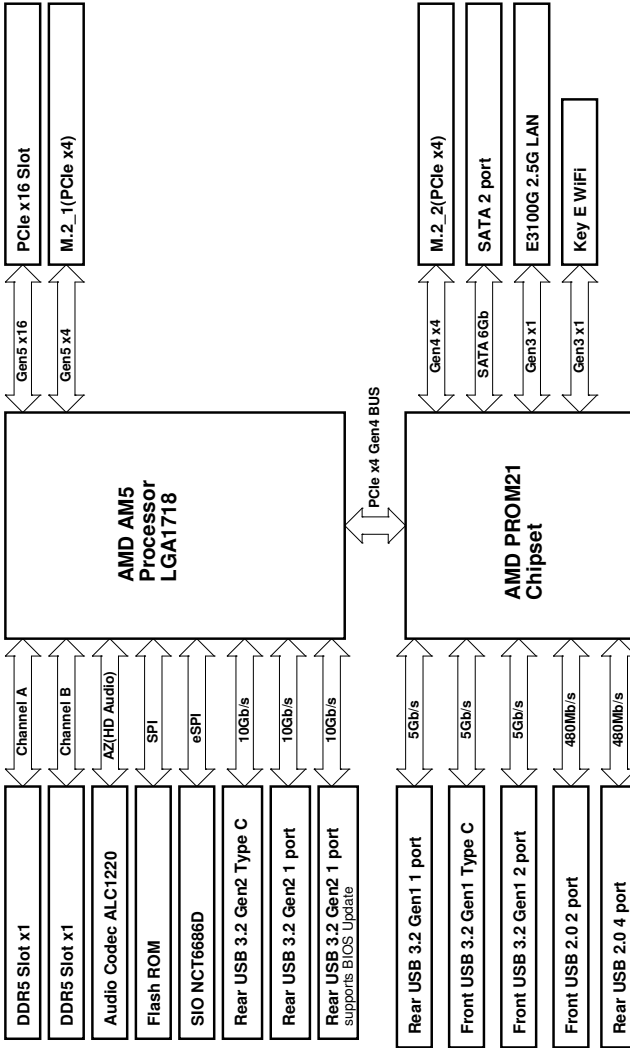 DDR5 Slot x1
Channel A
DDR5 Slot x1
Channel B
Audio Codec ALC1220
AZ(HD Audio)
Flash ROM
SPI
SIO NCT6686D
eSPI
Rear USB 3.2 Gen2 Type C
10Gb/s
Rear USB 3.2 Gen2 1 port
10Gb/s
Rear USB 3.2 Gen2 1 port
supports BIOS Update
10Gb/s
AMD AM5
Processor
LGA1718
Gen5 x16
PCIe x16 Slot
Gen5 x4
M.2_1(PCIe x4)
PCIe x4 Gen4 BUS
Rear USB 3.2 Gen1 1 port
5Gb/s
Front USB 3.2 Gen1 Type C
5Gb/s
Front USB 3.2 Gen1 2 port
5Gb/s
Front USB 2.0 2 port
480Mb/s
Rear USB 2.0 4 port
480Mb/s
AMD PROM21
Chipset
Gen4 x4
M.2_2(PCIe x4)
SATA 6Gb
SATA 2 port
Gen3 x1
E3100G 2.5G LAN
Gen3 x1
Key E WiFi